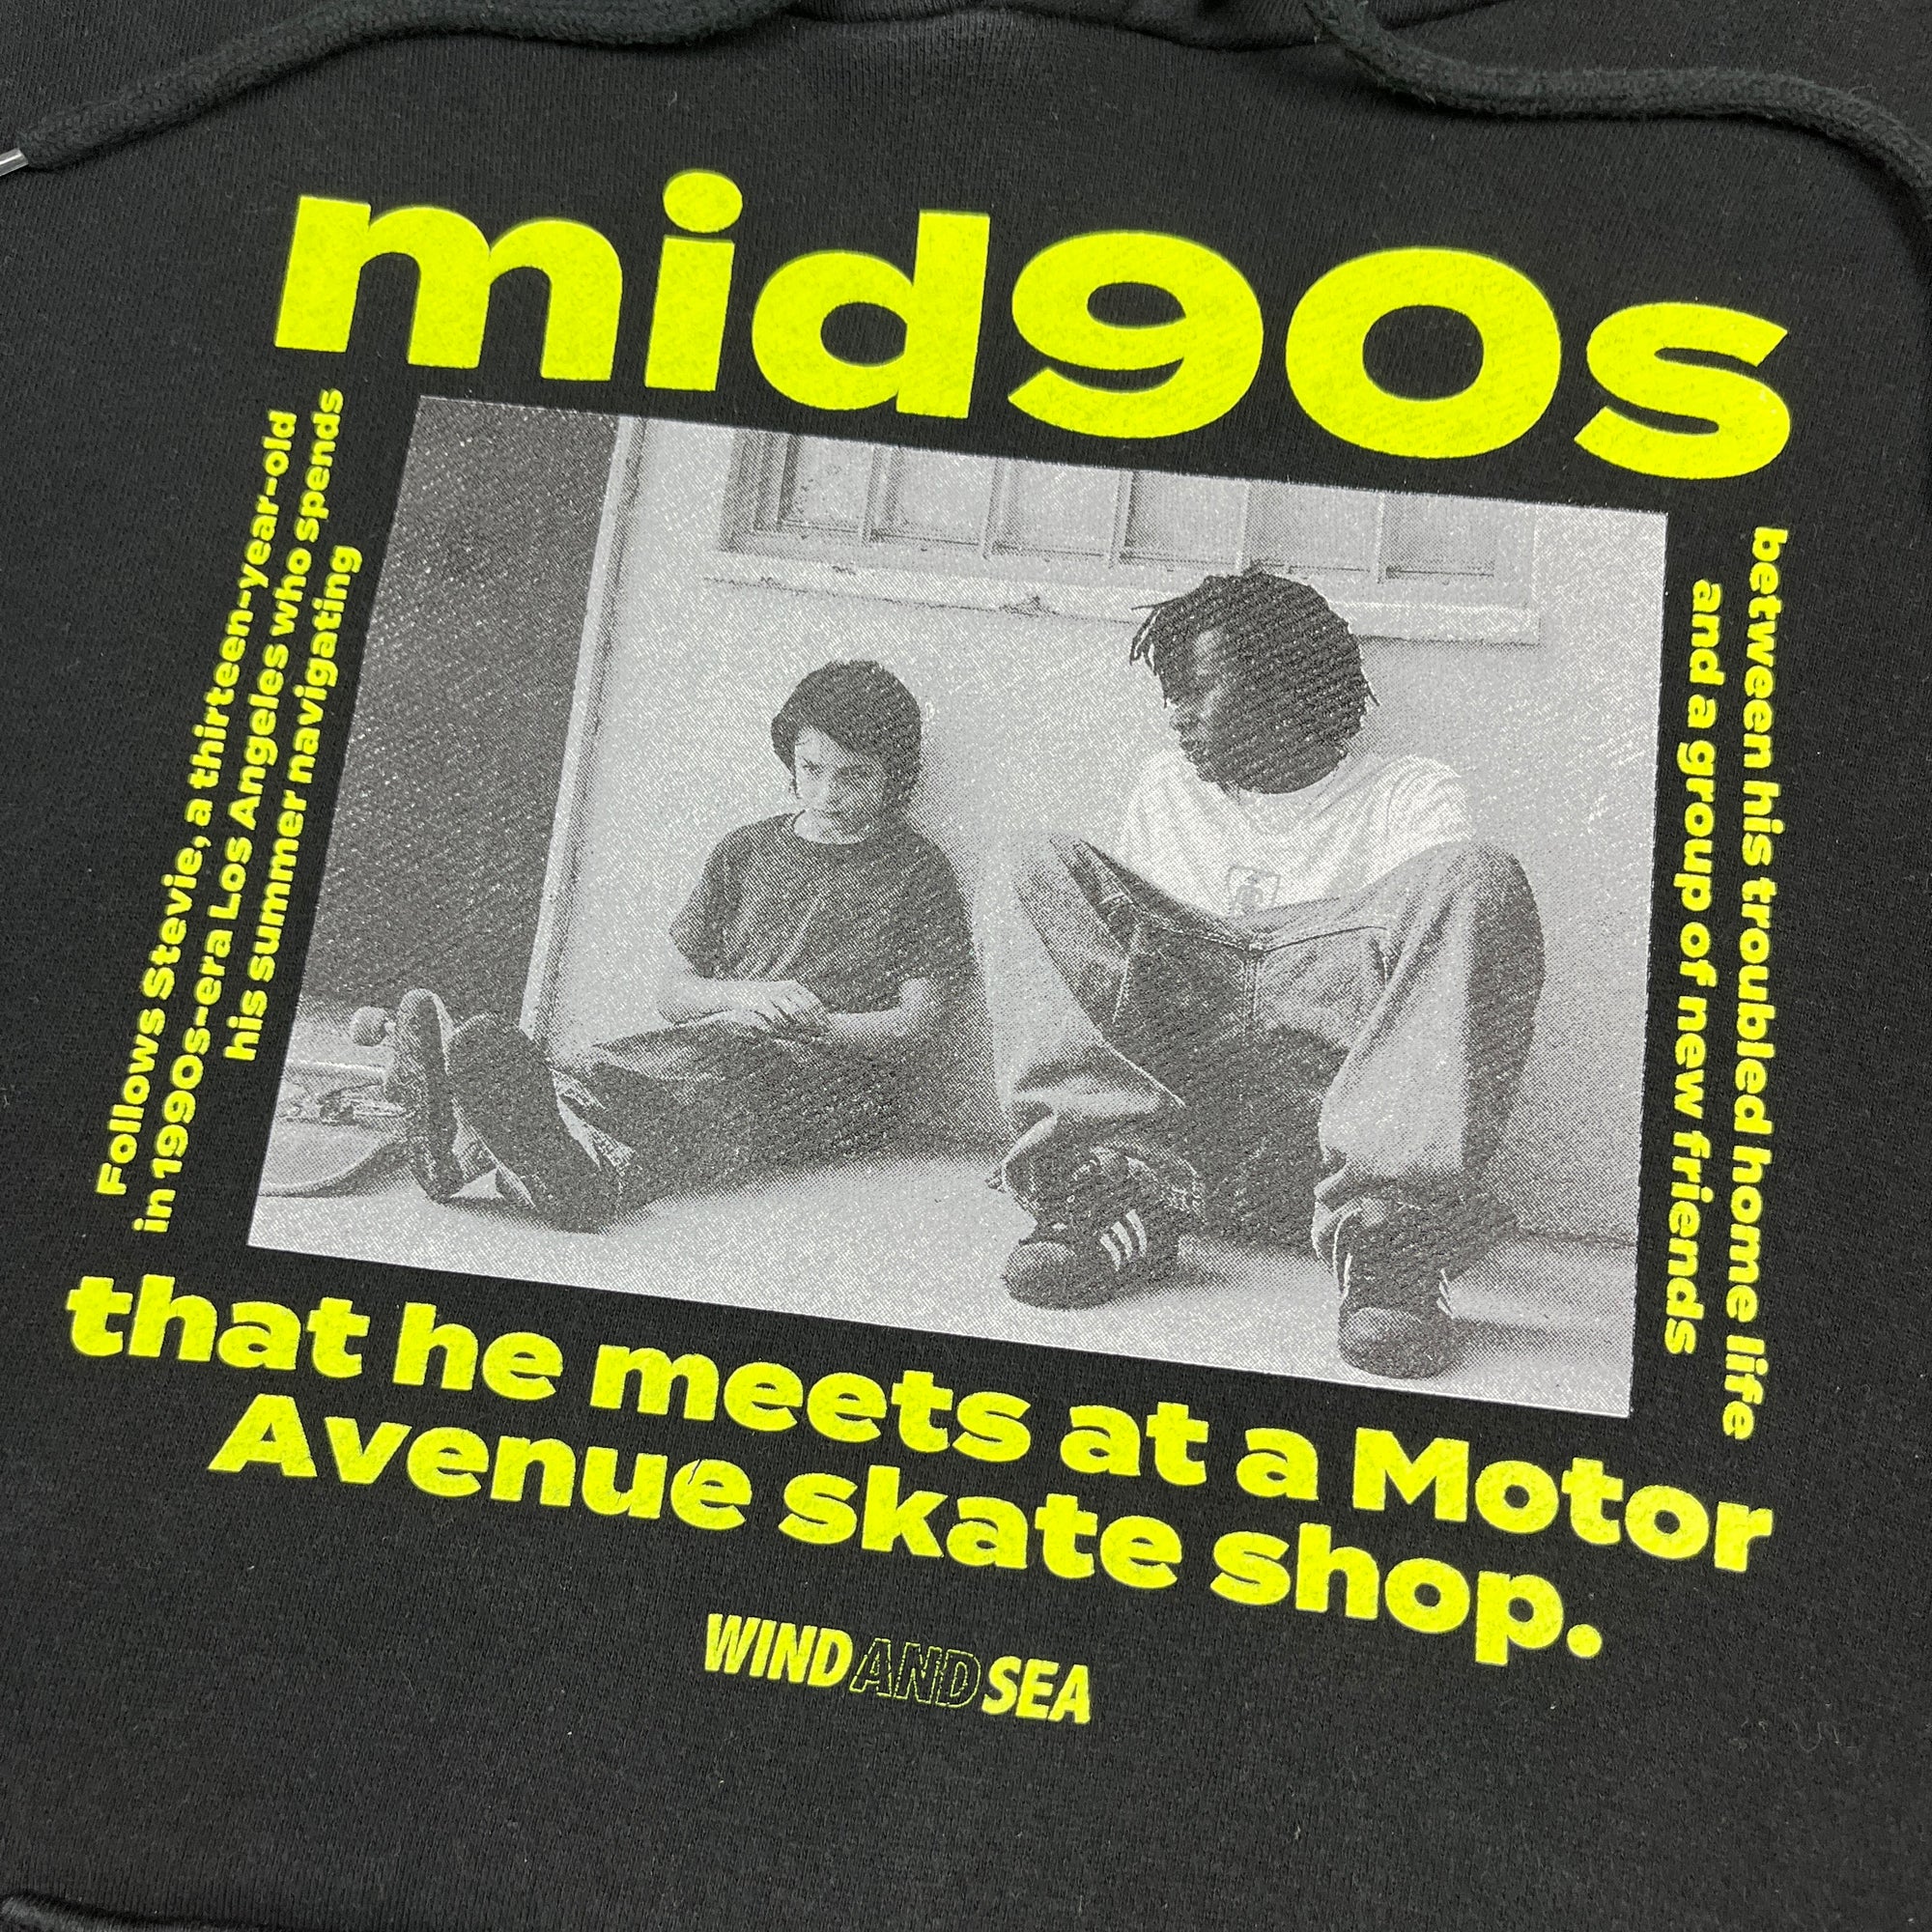 mid90s
Follows Stevie, a thirteen-year-old
in 1990s-era Los Angeles who spends
his summer navigating
between his troubled home life
and a group of new friends
that he meets at a Motor
Avenue skate shop.
WIND AND SEA